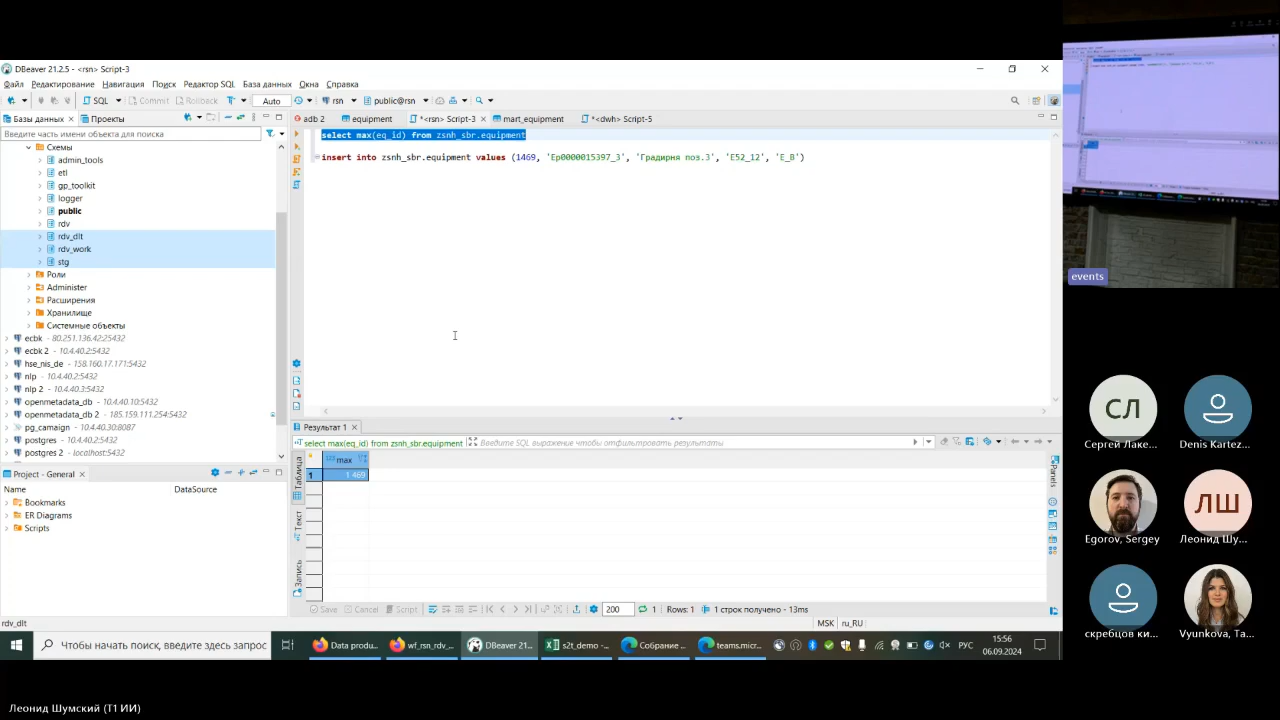 DBeaver 21.2.5 - <rsn> Script-3
Файл Редактирование Навигация Поиск Редактор SQL База данных Окна Справка
SQL Commit Rollback Auto rsn public@rsn
Базы данных Проекты
adb 2 equipment *<rsn> Script-3 mart_equipment *<dwh> Script-5
Введите часть имени объекта для поиска
select max(eq_id) from zsnh_sbr.equipment
insert into zsnh_sbr.equipment values (1469, 'Ep0000015397_3', 'Градирня поз.3', 'E52_12', 'E_B')
Схемы
admin_tools
etl
gp_toolkit
logger
public
rdv
rdv_dlt
rdv_work
stg
Роли
Administer
Расширения
Хранилище
Системные объекты
ecbk - 80.251.136.42:25432
ecbk 2 - 10.4.40.2:5432
hse_nis_de - 158.160.17.171:5432
nlp - 10.4.40.2:5432
nlp 2 - 10.4.40.3:5432
openmetadata_db - 10.4.40.10:5432
openmetadata_db 2 - 185.159.111.254:5432
pg_camaign - 10.4.40.30:8087
postgres - 10.4.40.2:5432
postgres 2 - localhost:5432
Project - General
Name DataSource
Bookmarks
ER Diagrams
Scripts
Результат 1
select max(eq_id) from zsnh_sbr.equipment Введите SQL выражение чтобы отфильтровать результаты
Таблица
Текст
Запись
max
1 1 469
Panels
Save Cancel Script 200 1 Rows: 1 1 строк получено - 13ms
rdv_dlt
MSK ru_RU
Чтобы начать поиск, введите здесь запрос
Data produ... wf_rsn_rdv_... DBeaver 21... s2t_demo -... Собрание ... teams.micr...
РУС
15:56
06.09.2024
events
СЛ
Сергей Лаке...
Denis Kartez...
Egorov, Sergey
ЛШ
Леонид Шу...
скребцов ки...
Vyunkova, Ta...
Леонид Шумский (Т1 ИИ)